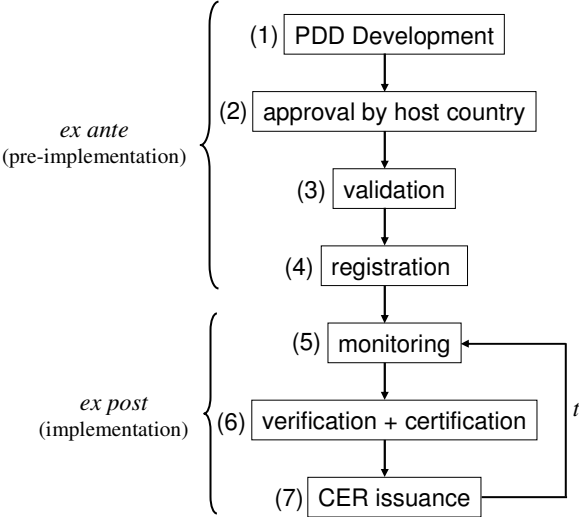 (1) PDD Development
(2) approval by host country
ex ante
(pre-implementation)
(3) validation
(4) registration
(5) monitoring
ex post
(implementation)
(6) verification + certification
t
(7) CER issuance